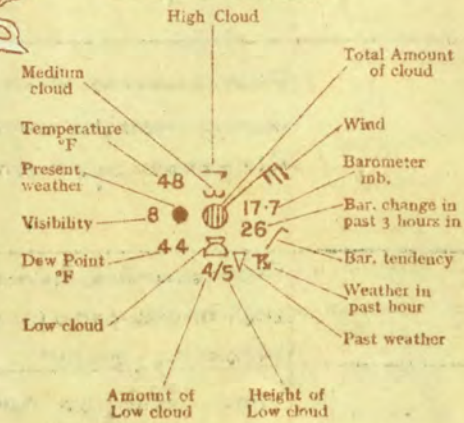 High Cloud
Medium
cloud
Total Amount
of cloud
Temperature
°F
Wind
Present
weather
48
Barometer
mb.
Visibility
8
17·7
26
Bar. change in
past 3 hours in
Dew Point
°F
44
Bar. tendency
4/5
Weather in
past hour
Low cloud
Past weather
Amount of
Low cloud
Height of
Low cloud